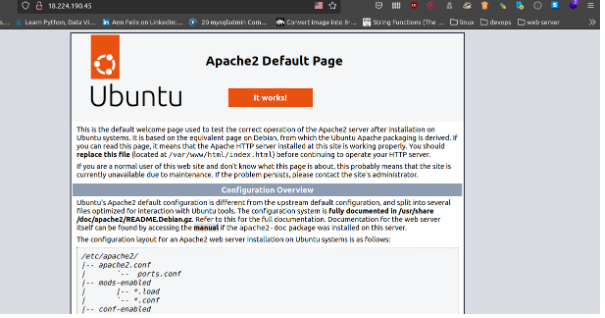 18.224.190.45
Learn Python, Data Vi...
Ann Felix on LinkedIn:...
20 mysqladmin Com...
Convert image into 8-...
String Functions [The ...
linux
devops
web server
Apache2 Default Page
Ubuntu
It works!
This is the default welcome page used to test the correct operation of the Apache2 server after installation on
Ubuntu systems. It is based on the equivalent page on Debian, from which the Ubuntu Apache packaging is derived. If
you can read this page, it means that the Apache HTTP server installed at this site is working properly. You should
replace this file (located at /var/www/html/index.html) before continuing to operate your HTTP server.
If you are a normal user of this web site and don't know what this page is about, this probably means that the site is
currently unavailable due to maintenance. If the problem persists, please contact the site's administrator.
Configuration Overview
Ubuntu's Apache2 default configuration is different from the upstream default configuration, and split into several
files optimized for interaction with Ubuntu tools. The configuration system is fully documented in /usr/share
/doc/apache2/README.Debian.gz. Refer to this for the full documentation. Documentation for the web server
itself can be found by accessing the manual if the apache2-doc package was installed on this server.
The configuration layout for an Apache2 web server installation on Ubuntu systems is as follows:
/etc/apache2/
|-- apache2.conf
|       `-- ports.conf
|-- mods-enabled
|       |-- *.load
|       `-- *.conf
|-- conf-enabled